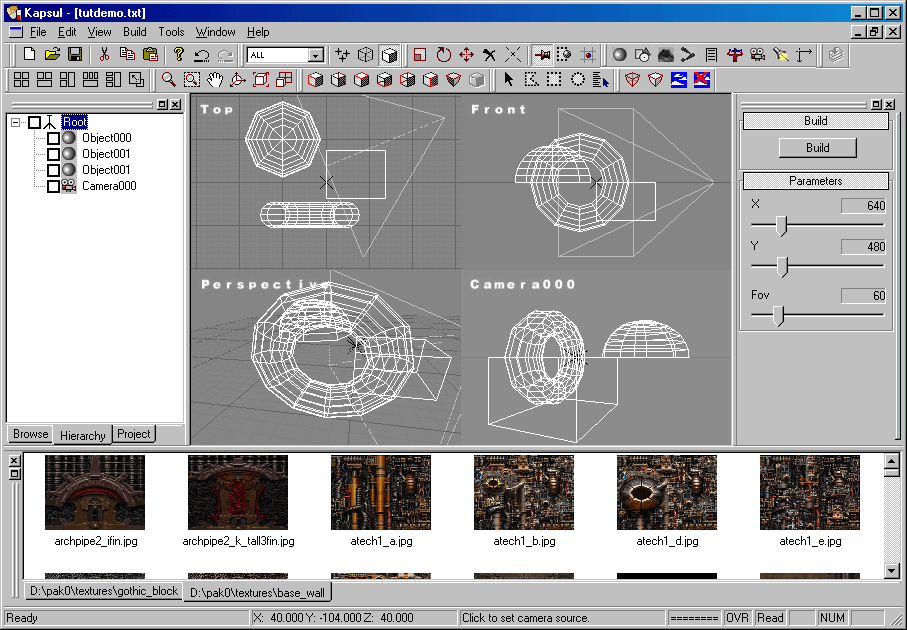 Kapsul - [tutdemo.txt]
File Edit View Build Tools Window Help
ALL
Root
Object000
Object001
Object001
Camera000
Browse Hierarchy Project
Top
Front
Perspective
Camera000
Build
Build
Parameters
X 640
Y 480
Fov 60
archpipe2_ifin.jpg archpipe2_k_tall3fin.jpg atech1_a.jpg atech1_b.jpg atech1_d.jpg atech1_e.jpg
D:\pak0\textures\gothic_block D:\pak0\textures\base_wall
Ready X: 40.000 Y: -104.000 Z: 40.000 Click to set camera source. ======== OVR Read NUM